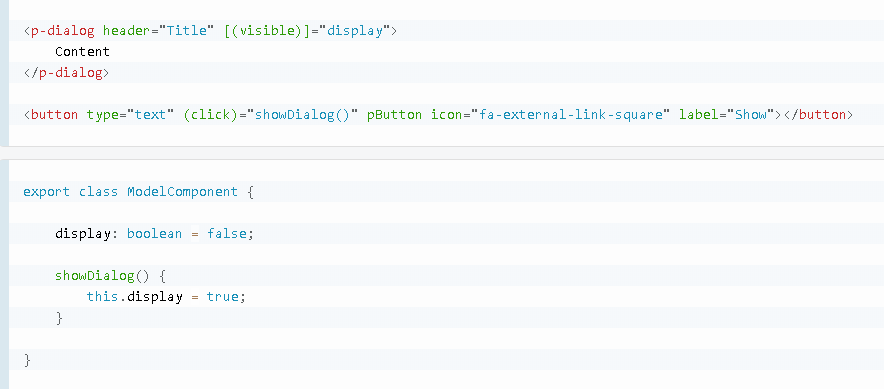 <p-dialog header="Title" [(visible)]="display">
    Content
</p-dialog>
<button type="text" (click)="showDialog()" pButton icon="fa-external-link-square" label="Show"></button>
export class ModelComponent {
    display: boolean = false;
    showDialog() {
        this.display = true;
    }
}